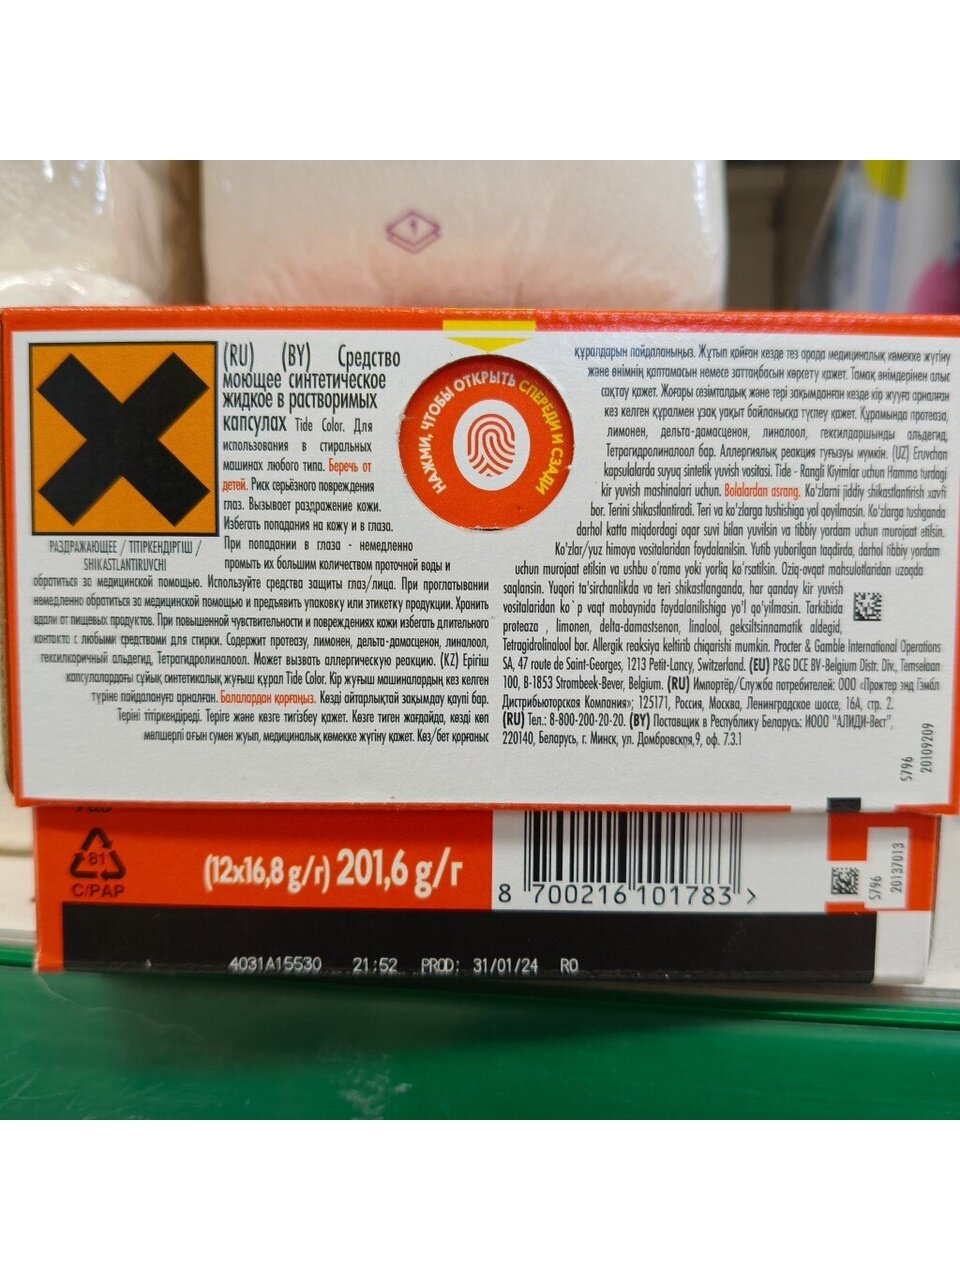 (RU) (BY) Средство
моющее синтетическое
жидкое в растворимых
капсулах Tide Color. Для
использования в стиральных
машинах любого типа. Беречь от
детей. Риск серьёзного повреждения
глаз. Вызывает раздражение кожи.
Избегать попадания на кожу и в глаза.
При попадании в глаза - немедленно
промыть их большим количеством проточной воды и
обратиться за медицинской помощью. Используйте средства защиты глаз/лица. При проглатывании
немедленно обратиться за медицинской помощью и предъявить упаковку или этикетку продукции. Хранить
вдали от пищевых продуктов. При повышенной чувствительности и повреждениях кожи избегать длительного
контакта с любыми средствами для стирки. Содержит протеазу, лимонен, дельта-дамасценон, линалоол,
гексилкоричный альдегид, Тетрагидролиналоол. Может вызвать аллергическую реакцию. (KZ) Ерігіш
капсулалардағы сұйық синтетикалық жуғыш құрал Tide Color. Кір жуғыш машиналардың кез келген
түріне пайдалануға арналған. Балалардан қорғаңыз. Көзді айтарлықтай зақымдау қаупі бар.
Теріні тітіркендіреді. Теріге және көзге тигізбеу қажет. Көзге тиген жағдайда, көзді көп
мөлшерлі ағын сумен жуып, медициналық көмекке жүгіну қажет. Көз/бет қорғаныс
РАЗДРАЖАЮЩЕЕ / ТІТІРКЕНДІРГІШ /
SHIKASTLANTIRUVCHI
НАЖМИ, ЧТОБЫ ОТКРЫТЬ СПЕРЕДИ И СЗАДИ
құралдарын пайдаланыңыз. Жұтып қойған кезде тез арада медициналық көмекке жүгіну
және өнімнің қаптамасын немесе заттаңбасын көрсету қажет. Тамақ өнімдерінен алыс
сақтау қажет. Жоғары сезімталдық және тері зақымданған кезде кір жууға арналған
кез келген құралмен ұзақ уақыт байланысқа түспеу қажет. Құрамында протеаза,
лимонен, дельта-дамасценон, линалоол, гексилдаршынды альдегид,
Тетрагидролиналоол бар. Аллергиялық реакция туғызуы мүмкін. (UZ) Eruvchan
kapsulalarda suyuq sintetik yuvish vositasi. Tide - Rangli Kiyimlar uchun Hamma turdagi
kir yuvish mashinalari uchun. Bolalardan asrang. Ko'zlarni jiddiy shikastlantirish xavfi
bor. Terini shikastlantiradi. Teri va ko'zlarga tushishiga yol qoyilmasin. Ko'zlarga tushganda
darhol katta miqdordagi oqar suvi bilan yuvilsin va tibbiy yordam uchun murojaat etilsin.
Ko'zlar/yuz himoya vositalaridan foydalanilsin. Yutib yuborilgan taqdirda, darhol tibbiy yordam
uchun murojaat etilsin va ushbu o'rama yoki yorliq ko'rsatilsin. Oziq-ovqat mahsulotlaridan uzoqda
saqlansin. Yuqori ta'sirchanlikda va teri shikastlanganda, har qanday kir yuvish
vositalaridan ko`p vaqt mobaynida foydalanilishiga yo'l qo'yilmasin. Tarkibida
proteaza , limonen, delta-damastsenon, linalool, geksiltsinnamatik aldegid,
Tetragidrolinalool bor. Allergik reaksiya keltirib chiqarishi mumkin. Procter & Gamble International Operations
SA, 47 route de Saint-Georges, 1213 Petit-Lancy, Switzerland. (EU) P&G DCE BV-Belgium Distr. Div., Temselaan
100, B-1853 Strombeek-Bever, Belgium. (RU) Импортёр/Служба потребителей: ООО «Проктер энд Гэмбл
Дистрибьюторская Компания»; 125171, Россия, Москва, Ленинградское шоссе, 16А, стр. 2.
(RU) Тел.: 8-800-200-20-20. (BY) Поставщик в Республику Беларусь: ИООО "АЛИДИ-Вест",
220140, Беларусь, г. Минск, ул. Домбровская,9, оф. 7.3.1
5796
20109209
81
C/PAP
(12x16,8 g/г) 201,6 g/г
8 700216 101783 >
5796
20137013
4031A15530 21:52 PROD: 31/01/24 RO